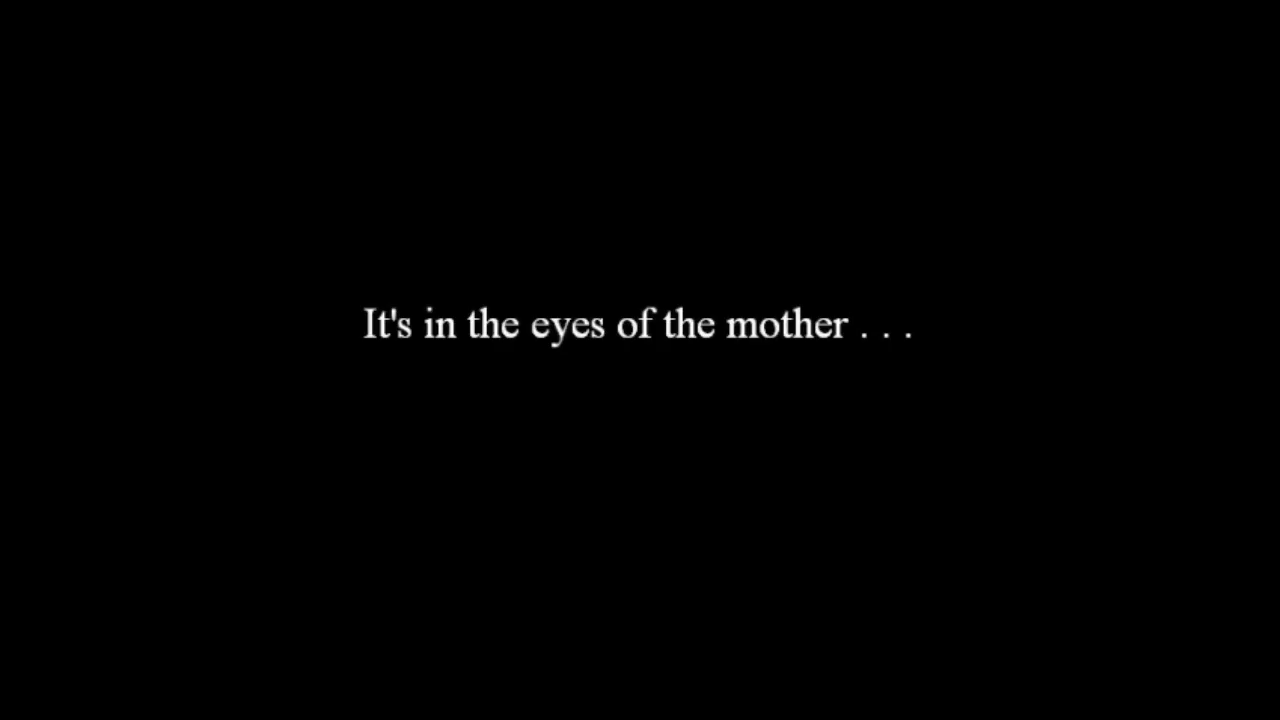 It's in the eyes of the mother . . .